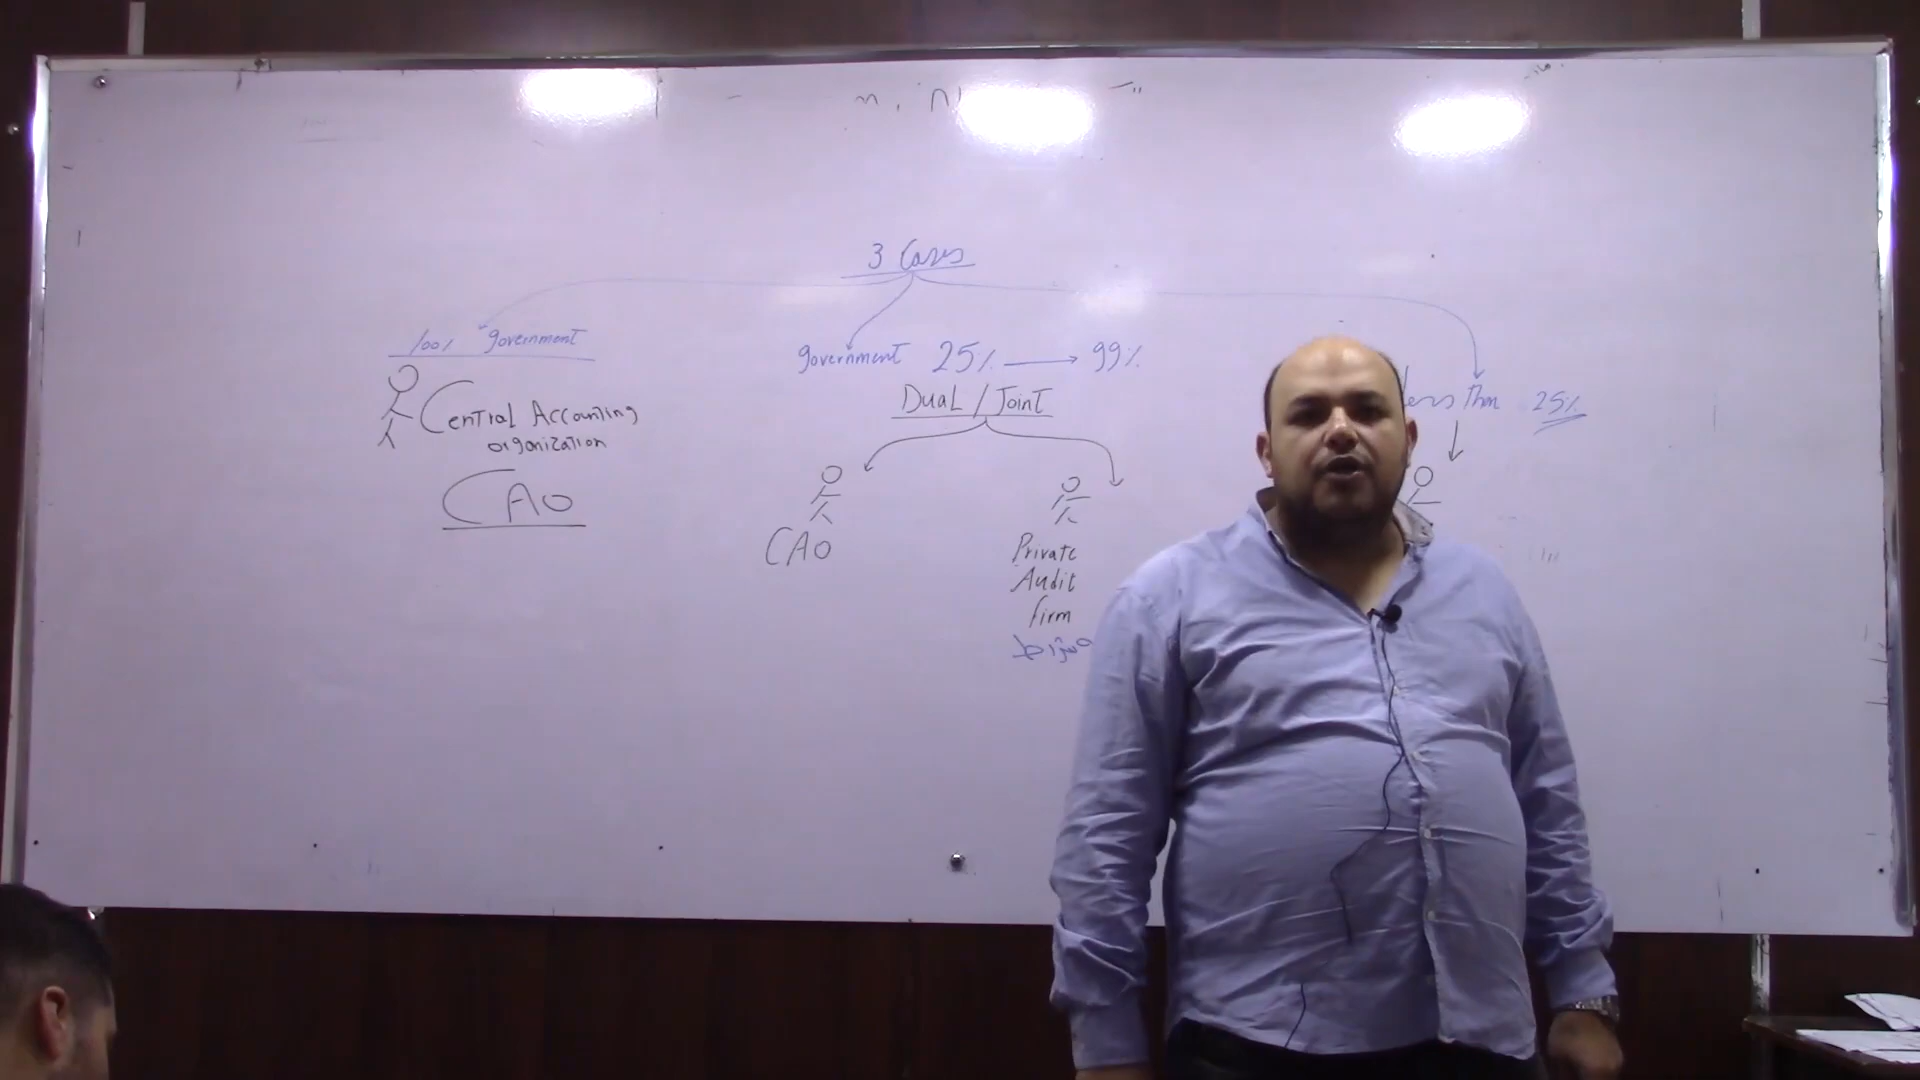 3 Cases
100% government
Central Accounting
organization
CAO
government 25% → 99%
Dual / Joint
CAO
Private
Audit
firm
Less than 25%